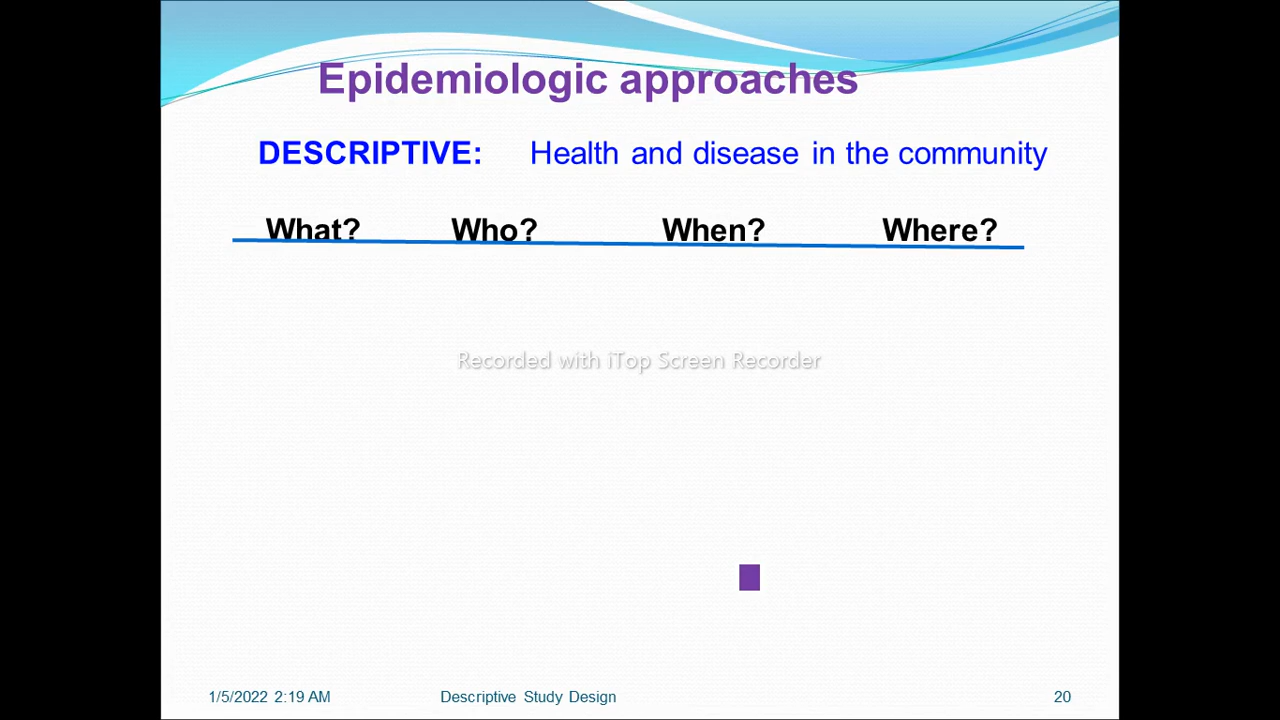 Epidemiologic approaches
DESCRIPTIVE: Health and disease in the community
What? Who? When? Where?
Recorded with iTop Screen Recorder
1/5/2022 2:19 AM Descriptive Study Design 20